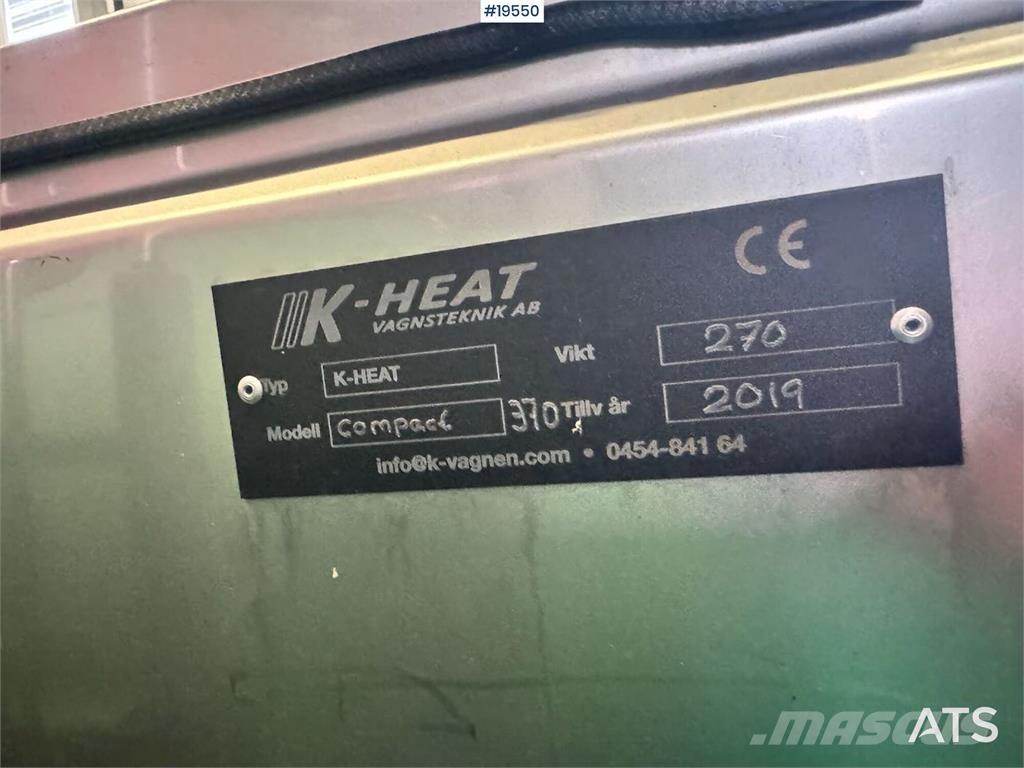 #19550
K-HEAT
VAGNSTEKNIK AB
CE
Typ K-HEAT
Vikt 270
Modell Compact 370
Tillv år 2019
info@k-vagnen.com • 0454-841 64
MASCUS
ATS